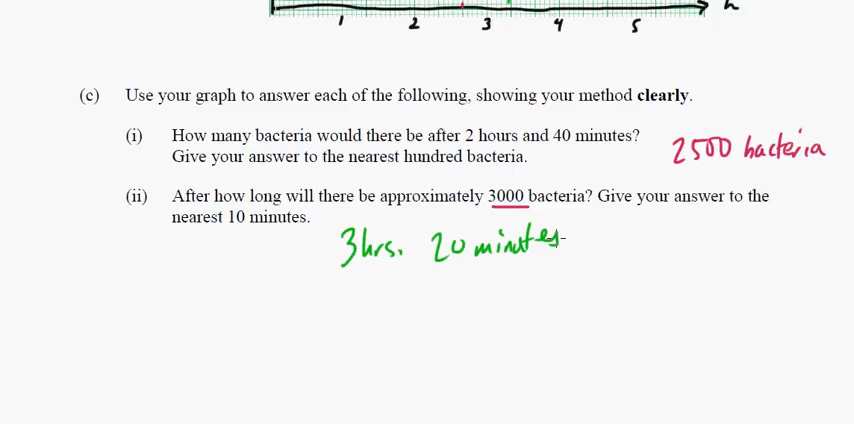 1 2 3 4 5
(c) Use your graph to answer each of the following, showing your method clearly.
(i) How many bacteria would there be after 2 hours and 40 minutes?
Give your answer to the nearest hundred bacteria.
2500 bacteria
(ii) After how long will there be approximately 3000 bacteria? Give your answer to the
nearest 10 minutes.
3hrs. 20 minutes